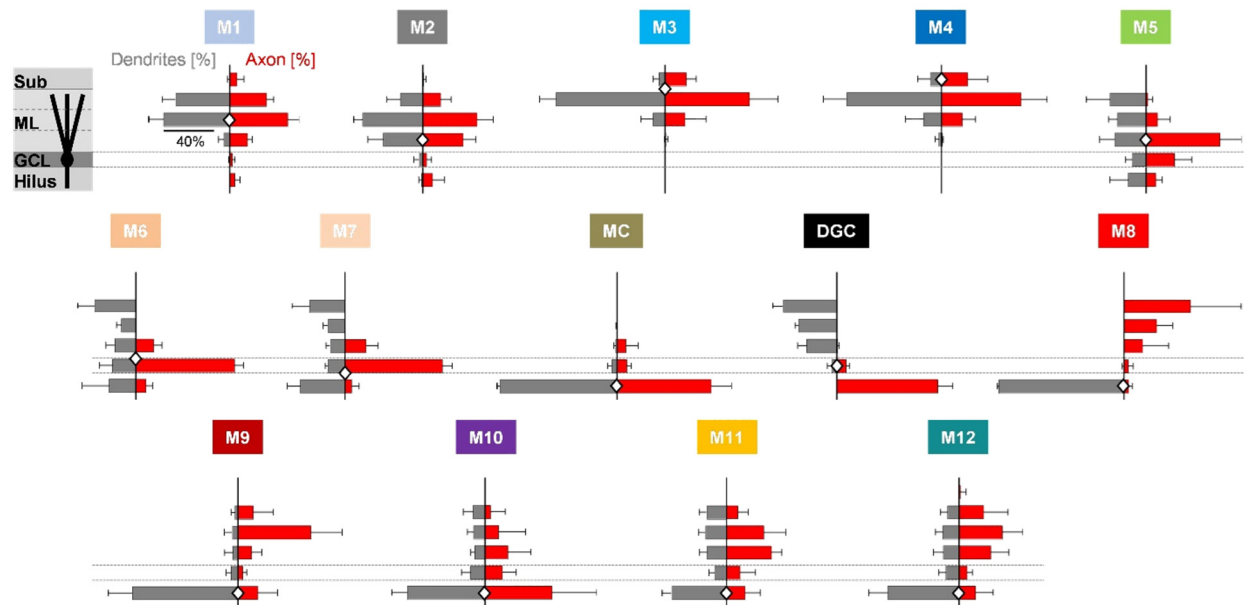 M1 M2 M3 M4 M5
Dendrites [%] Axon [%]
Sub
ML
40%
GCL
Hilus
M6 M7 MC DGC M8
M9 M10 M11 M12